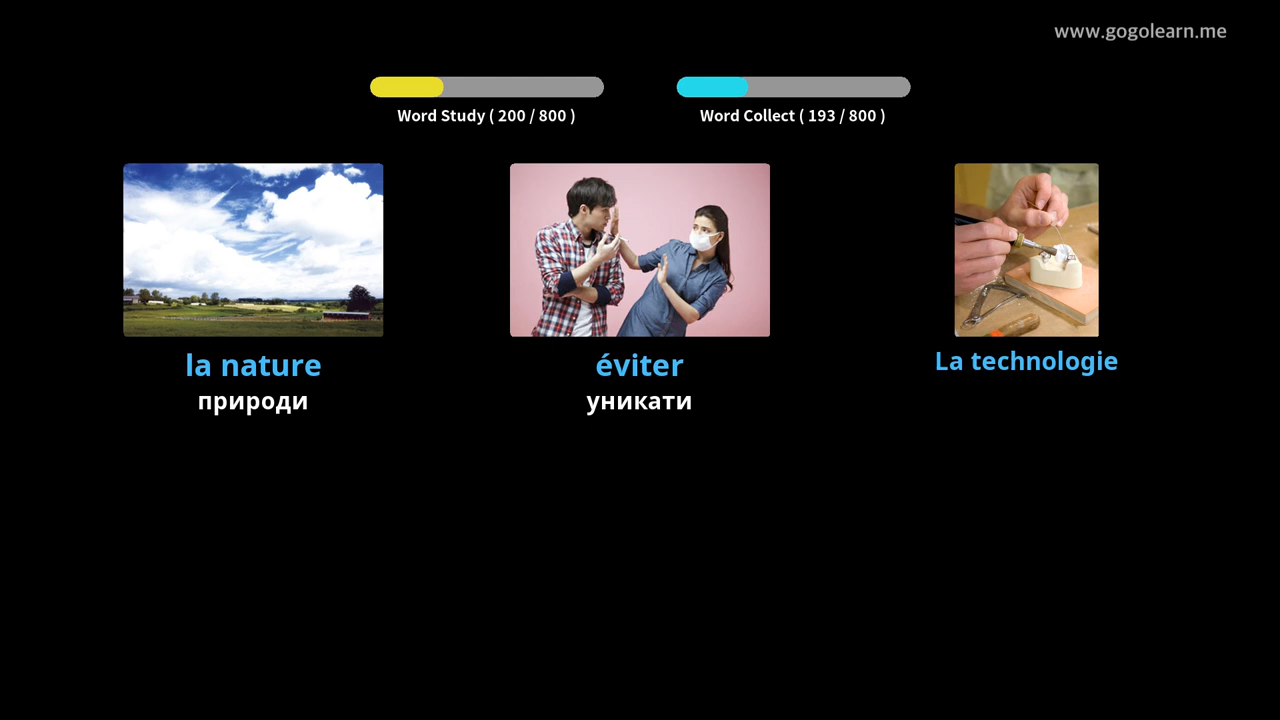 www.gogolearn.me
Word Study ( 200 / 800 )
Word Collect ( 193 / 800 )
la nature
природи
éviter
уникати
La technologie